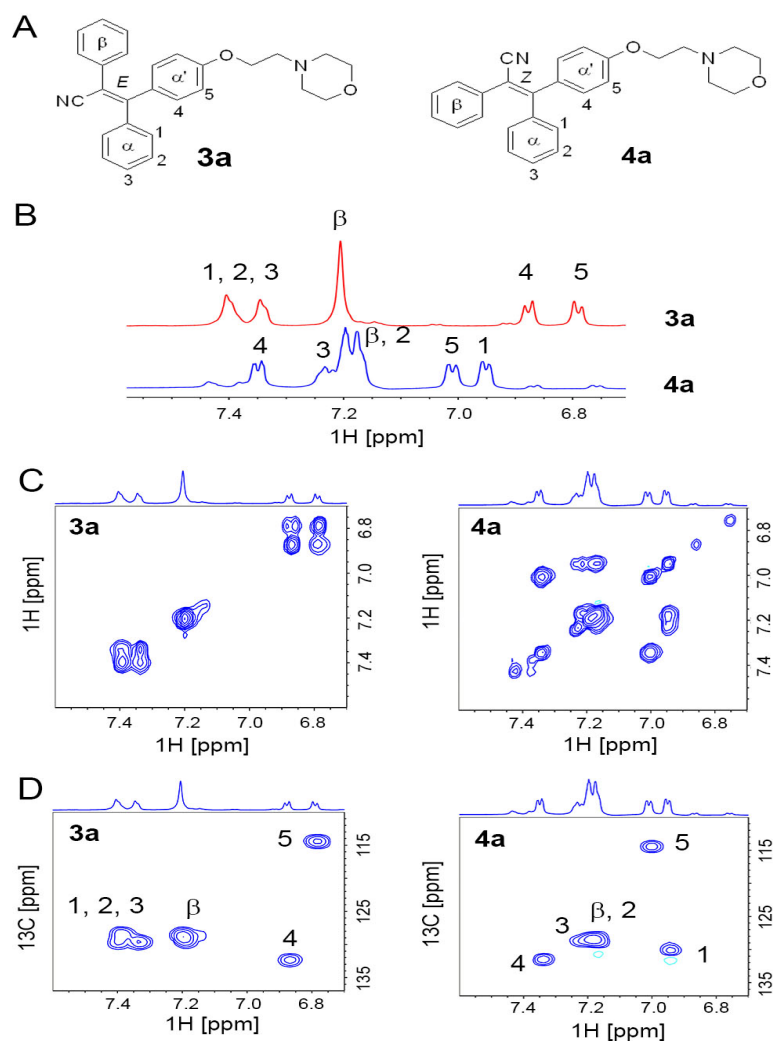 A
β
E
α'
O
N
O
NC
5
4
1
α
2
3
3a
CN
O
N
O
Z
α'
5
β
4
1
α
2
3
4a
B
β
1, 2, 3
4
5
3a
4
3
β, 2
5
1
4a
7.4
7.2
7.0
6.8
1H [ppm]
C
3a
1H [ppm]
6.8
7.0
7.2
7.4
7.4
7.2
7.0
6.8
1H [ppm]
4a
1H [ppm]
6.8
7.0
7.2
7.4
7.4
7.2
7.0
6.8
1H [ppm]
D
3a
5
1, 2, 3
β
4
13C [ppm]
115
125
135
7.4
7.2
7.0
6.8
1H [ppm]
4a
5
β, 2
3
4
1
13C [ppm]
115
125
135
7.4
7.2
7.0
6.8
1H [ppm]